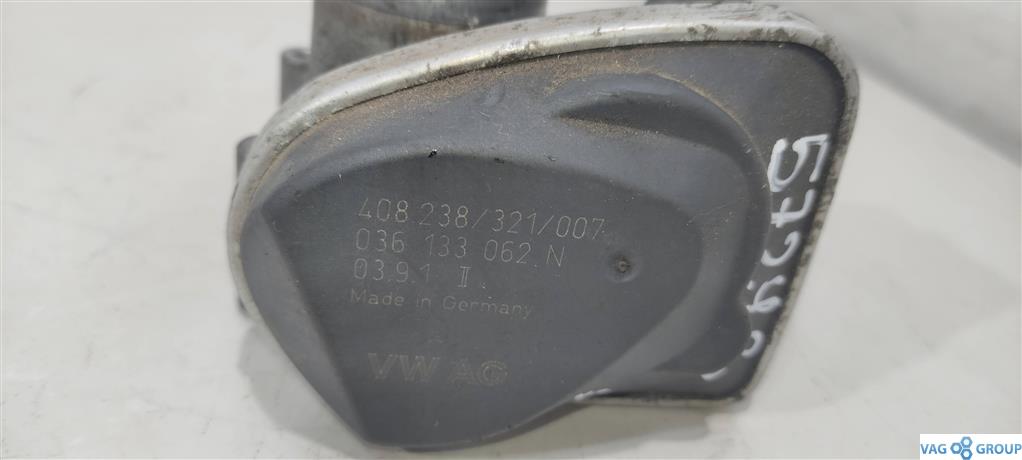 408 238/321/007
036 133 062 N
03.9.1 II
Made in Germany
VW AG
VAG GROUP